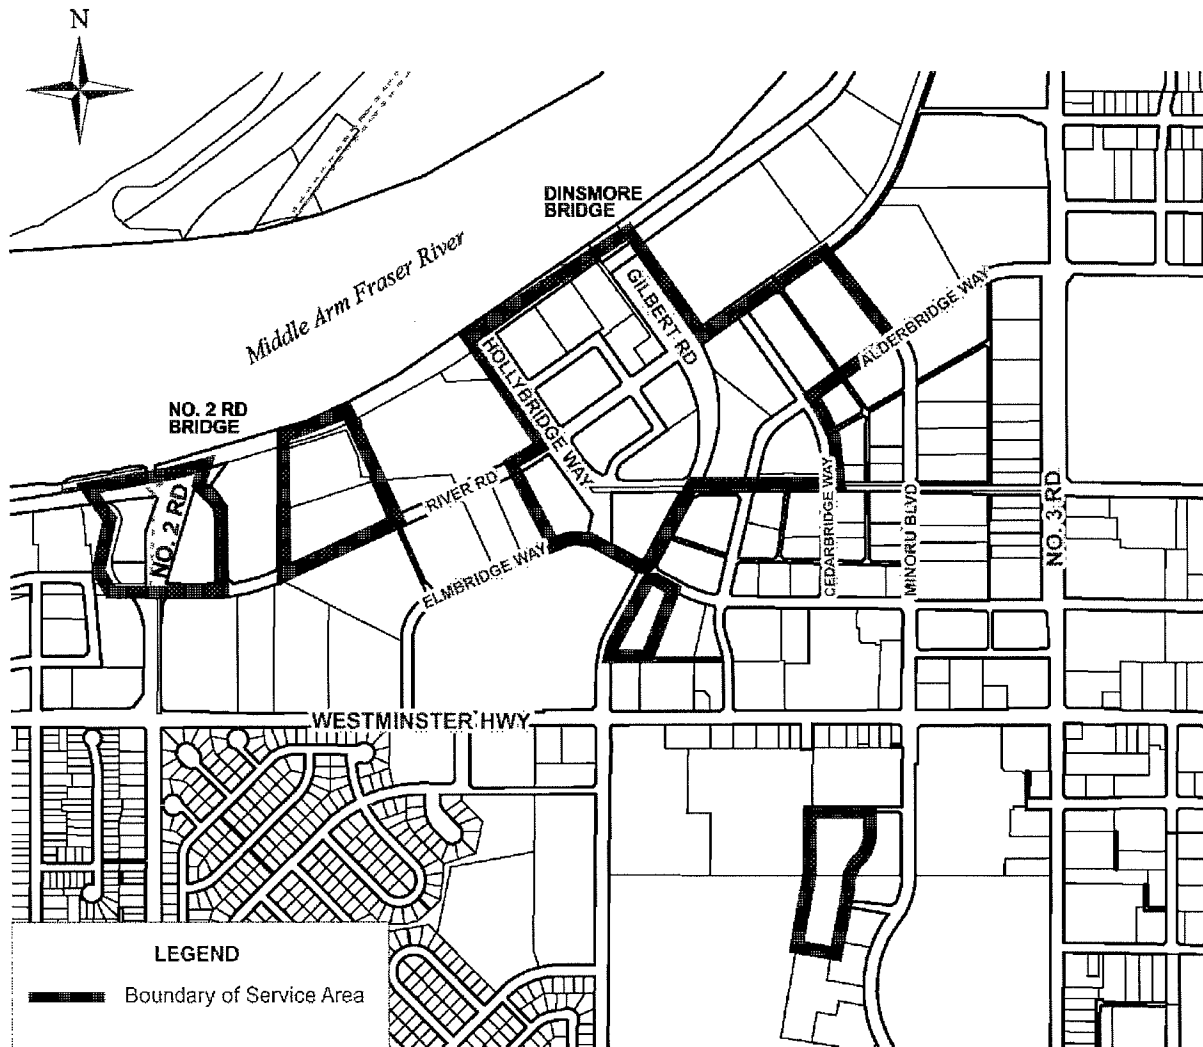 N
DINSMORE
BRIDGE
Middle Arm Fraser River
GILBERT RD
ALDERBRIDGE WAY
HOLLYBRIDGE WAY
NO. 2 RD
BRIDGE
RIVER RD
NO. 2 RD
CEDARBRIDGE WAY
MINORU BLVD
NO. 3 RD
ELMBRIDGE WAY
WESTMINSTER HWY
LEGEND
Boundary of Service Area